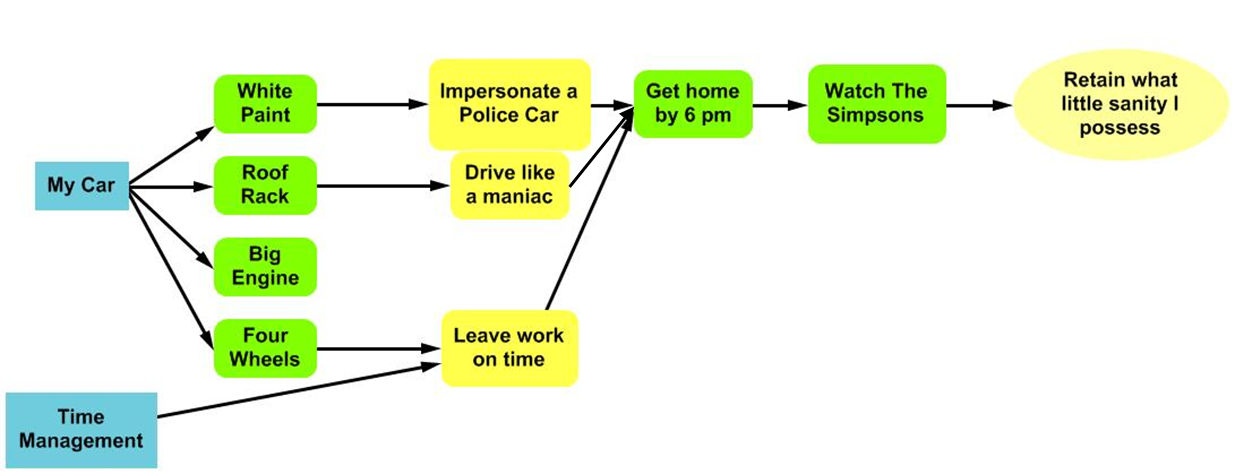 White
Paint
Impersonate a
Police Car
Get home
by 6 pm
Watch The
Simpsons
Retain what
little sanity I
possess
My Car
Roof
Rack
Drive like
a maniac
Big
Engine
Four
Wheels
Leave work
on time
Time
Management